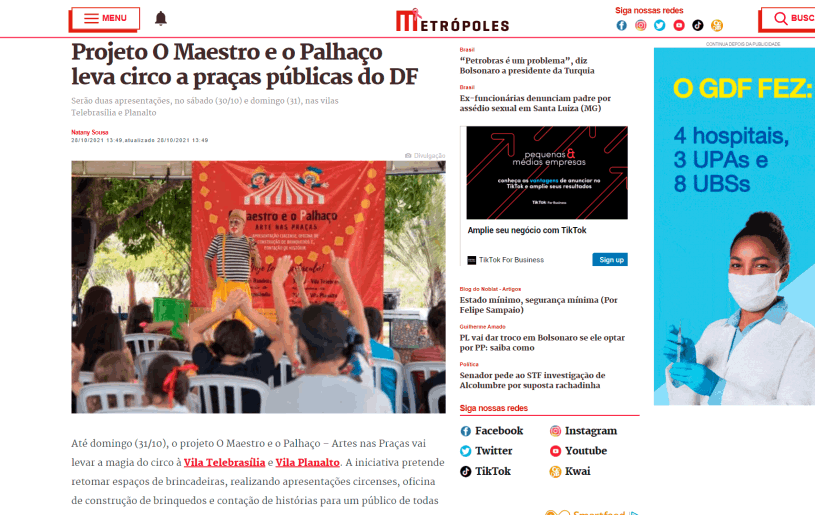 MENU
METRÓPOLES
Siga nossas redes
BUSC
Projeto O Maestro e o Palhaço
leva circo a praças públicas do DF
Serão duas apresentações, no sábado (30/10) e domingo (31), nas vilas
Telebrasília e Planalto
Natany Sousa
28/10/2021 13:49, atualizado 28/10/2021 13:49
Divulgação
Maestro e o Palhaço
ARTE NAS PRAÇAS
Até domingo (31/10), o projeto O Maestro e o Palhaço – Artes nas Praças vai
levar a magia do circo à Vila Telebrasília e Vila Planalto. A iniciativa pretende
retomar espaços de brincadeiras, realizando apresentações circenses, oficina
de construção de brinquedos e contação de histórias para um público de todas
Brasil
“Petrobras é um problema”, diz
Bolsonaro a presidente da Turquia
Brasil
Ex-funcionárias denunciam padre por
assédio sexual em Santa Luiza (MG)
pequenas &
médias empresas
conheça as vantagens de anunciar no
TikTok e amplie seus resultados
TikTok For Business
Amplie seu negócio com TikTok
TikTok For Business
Sign up
Blog do Noblat - Artigos
Estado mínimo, segurança mínima (Por
Felipe Sampaio)
Guilherme Amado
PL vai dar troco em Bolsonaro se ele optar
por PP: saiba como
Política
Senador pede ao STF investigação de
Alcolumbre por suposta rachadinha
Siga nossas redes
Facebook
Instagram
Twitter
Youtube
TikTok
Kwai
CONTINUA DEPOIS DA PUBLICIDADE
O GDF FEZ:
4 hospitais,
3 UPAs e
8 UBSs